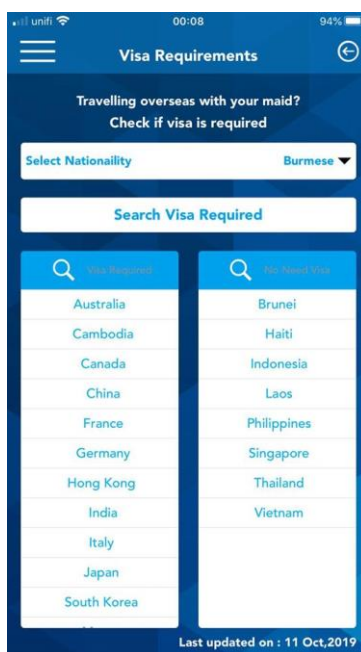 unifi
00:08
94%
Visa Requirements
Travelling overseas with your maid?
Check if visa is required
Select Nationaility
Burmese
Search Visa Required
Visa Required
Australia
Cambodia
Canada
China
France
Germany
Hong Kong
India
Italy
Japan
South Korea
No Need Visa
Brunei
Haiti
Indonesia
Laos
Philippines
Singapore
Thailand
Vietnam
Last updated on : 11 Oct,2019